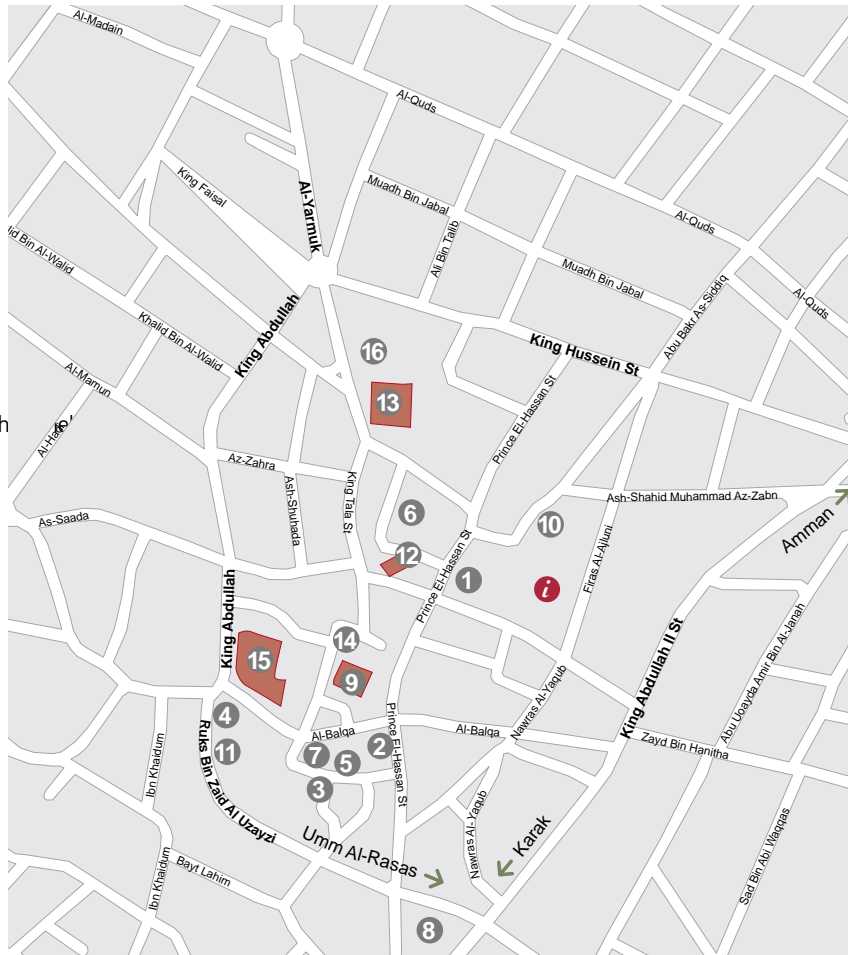 Al-Madain
Al-Quds
King Faisal
Al-Yarmuk
Muadh Bin Jabal
Ali Bin Talib
Al-Quds
Muadh Bin Jabal
Abu Bakr As-Siddiq
Al-Quds
lid Bin Al-Walid
Khalid Bin Al-Walid
King Abdullah
King Hussein St
16
Al-Mamun
13
Prince El-Hassan St
h
Az-Zahra
Ash-Shuhada
King Tala St
Ash-Shahid Muhammad Az-Zabn
Amman
As-Saada
6
10
12
1
i
Prince El-Hassan St
Firas Al-Ajluni
King Abdullah
14
15
9
King Abdullah II St
Abu Uoayda Amir Bin Al-Janah
Nawras Al-Yaqub
4
Al-Balqa
Prince El-Hassan St
Al-Balqa
Zayd Bin Hanitha
11
7
5
2
3
Ruks Bin Zaid Al Uzayzi
Ibn Khaidum
Nawras Al-Yaqub
Karak
Umm Al-Rasas
Bayt Lahim
Ibn Khaidum
Sad Bin Abi Waqqas
8